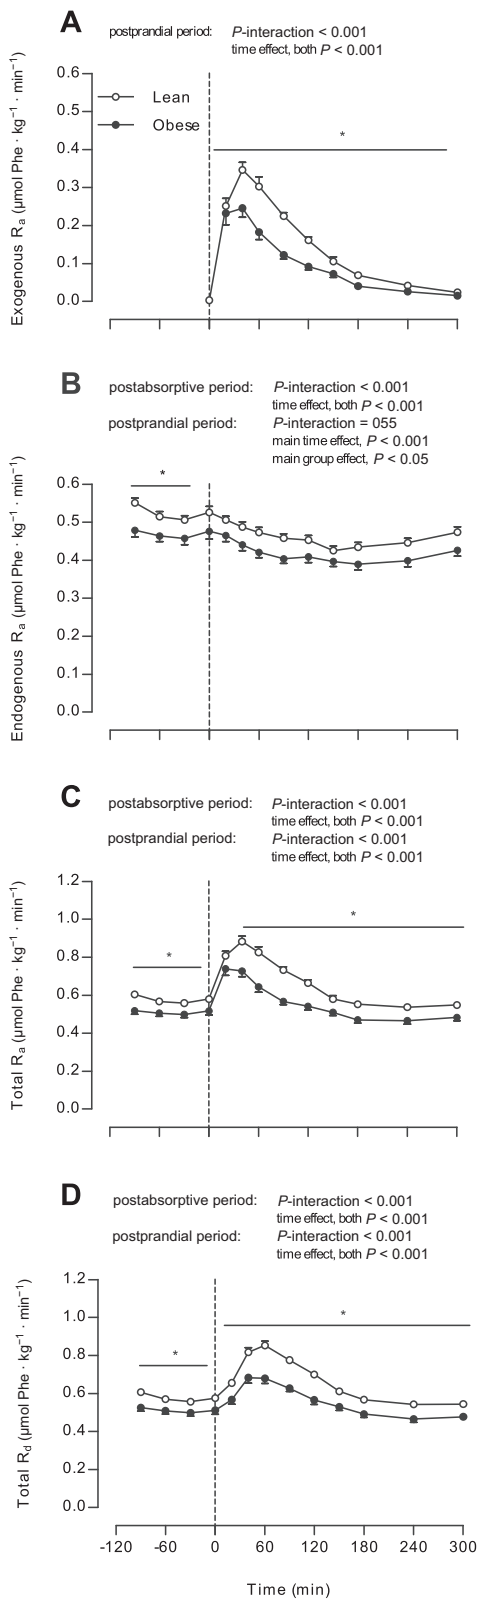 A
postprandial period: P-interaction < 0.001
time effect, both P < 0.001
Exogenous Rₐ (μmol Phe · kg⁻¹ · min⁻¹)
0.6
0.5
0.4
0.3
0.2
0.1
0.0
Lean
Obese
*
B
postabsorptive period: P-interaction < 0.001
time effect, both P < 0.001
postprandial period: P-interaction = 055
main time effect, P < 0.001
main group effect, P < 0.05
Endogenous Rₐ (μmol Phe · kg⁻¹ · min⁻¹)
0.6
0.5
0.4
0.3
0.2
0.1
0.0
*
C
postabsorptive period: P-interaction < 0.001
time effect, both P < 0.001
postprandial period: P-interaction < 0.001
time effect, both P < 0.001
Total Rₐ (μmol Phe · kg⁻¹ · min⁻¹)
1.2
1.0
0.8
0.6
0.4
0.2
0.0
*
*
D
postabsorptive period: P-interaction < 0.001
time effect, both P < 0.001
postprandial period: P-interaction < 0.001
time effect, both P < 0.001
Total R_d (μmol Phe · kg⁻¹ · min⁻¹)
1.2
1.0
0.8
0.6
0.4
0.2
0.0
*
*
-120 -60 0 60 120 180 240 300
Time (min)